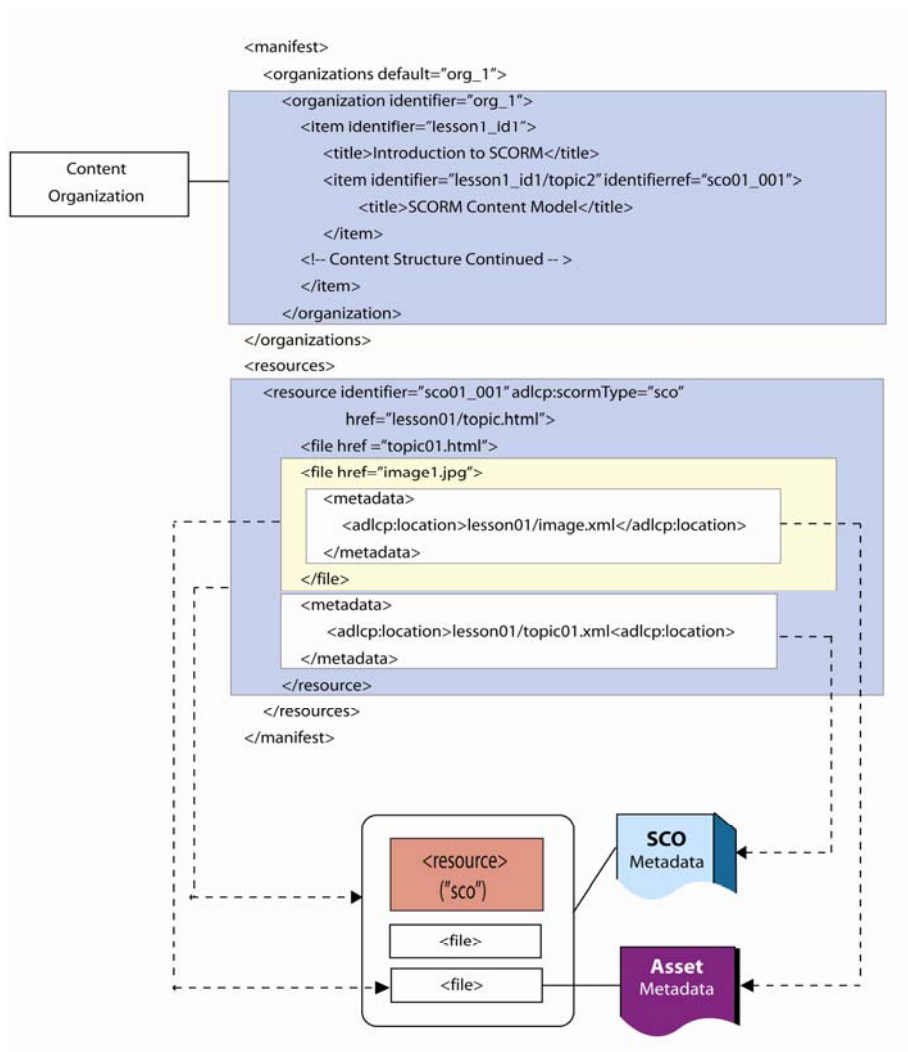 <manifest>
<organizations default="org_1">
<organization identifier="org_1">
<item identifier="lesson1_id1">
<title>Introduction to SCORM</title>
<item identifier="lesson1_id1/topic2" identifierref="sco01_001">
<title>SCORM Content Model</title>
</item>
<!-- Content Structure Continued -- >
</item>
</organization>
</organizations>
<resources>
<resource identifier="sco01_001" adlcp:scormType="sco"
href="lesson01/topic.html">
<file href ="topic01.html">
<file href="image1.jpg">
<metadata>
<adlcp:location>lesson01/image.xml</adlcp:location>
</metadata>
</file>
<metadata>
<adlcp:location>lesson01/topic01.xml<adlcp:location>
</metadata>
</resource>
</resources>
</manifest>
Content
Organization
<resource>
("sco")
<file>
<file>
SCO
Metadata
Asset
Metadata